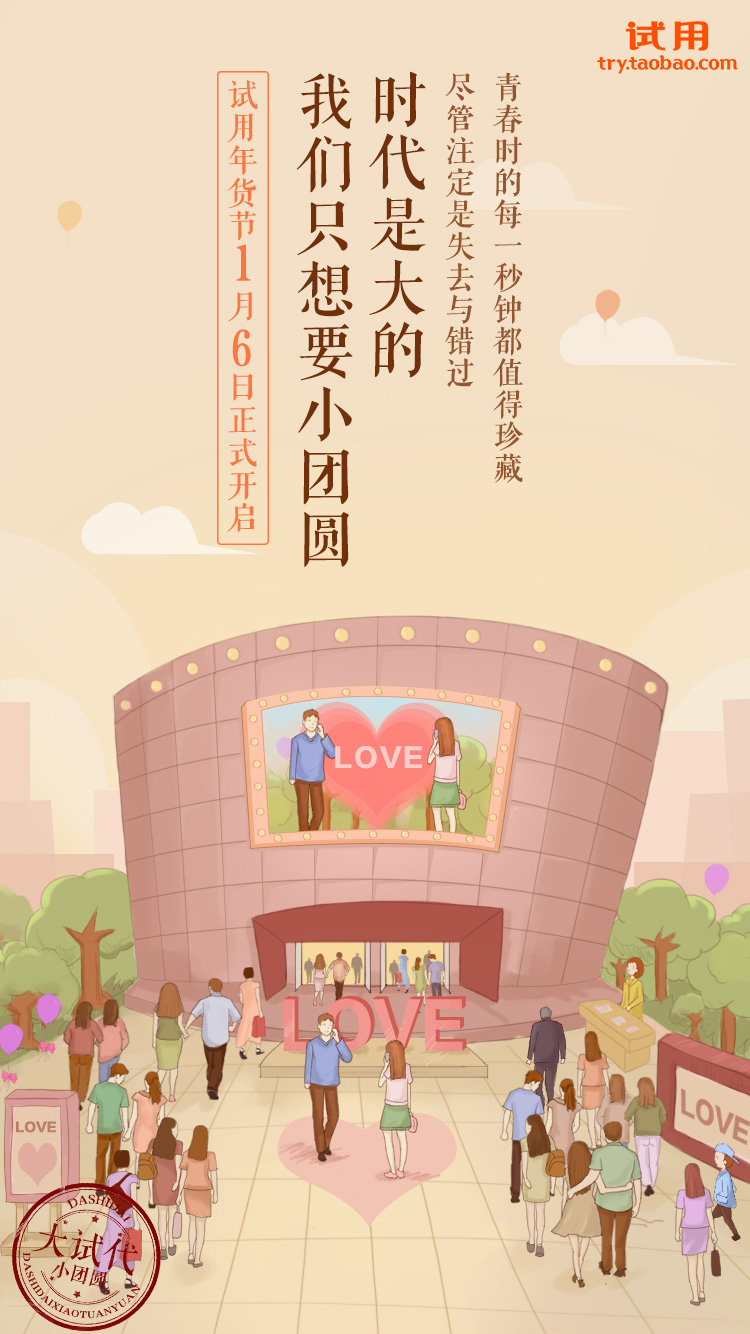 试用
try.taobao.com
青春时的每一秒钟都值得珍藏
尽管注定是失去与错过
时代是大的
我们只想要小团圆
试用年货节1月6日正式开启
LOVE
LOVE
LOVE
LOVE
DASHIDAI
大试代
小团圆
DASHIDAIXIAOTUANYUAN